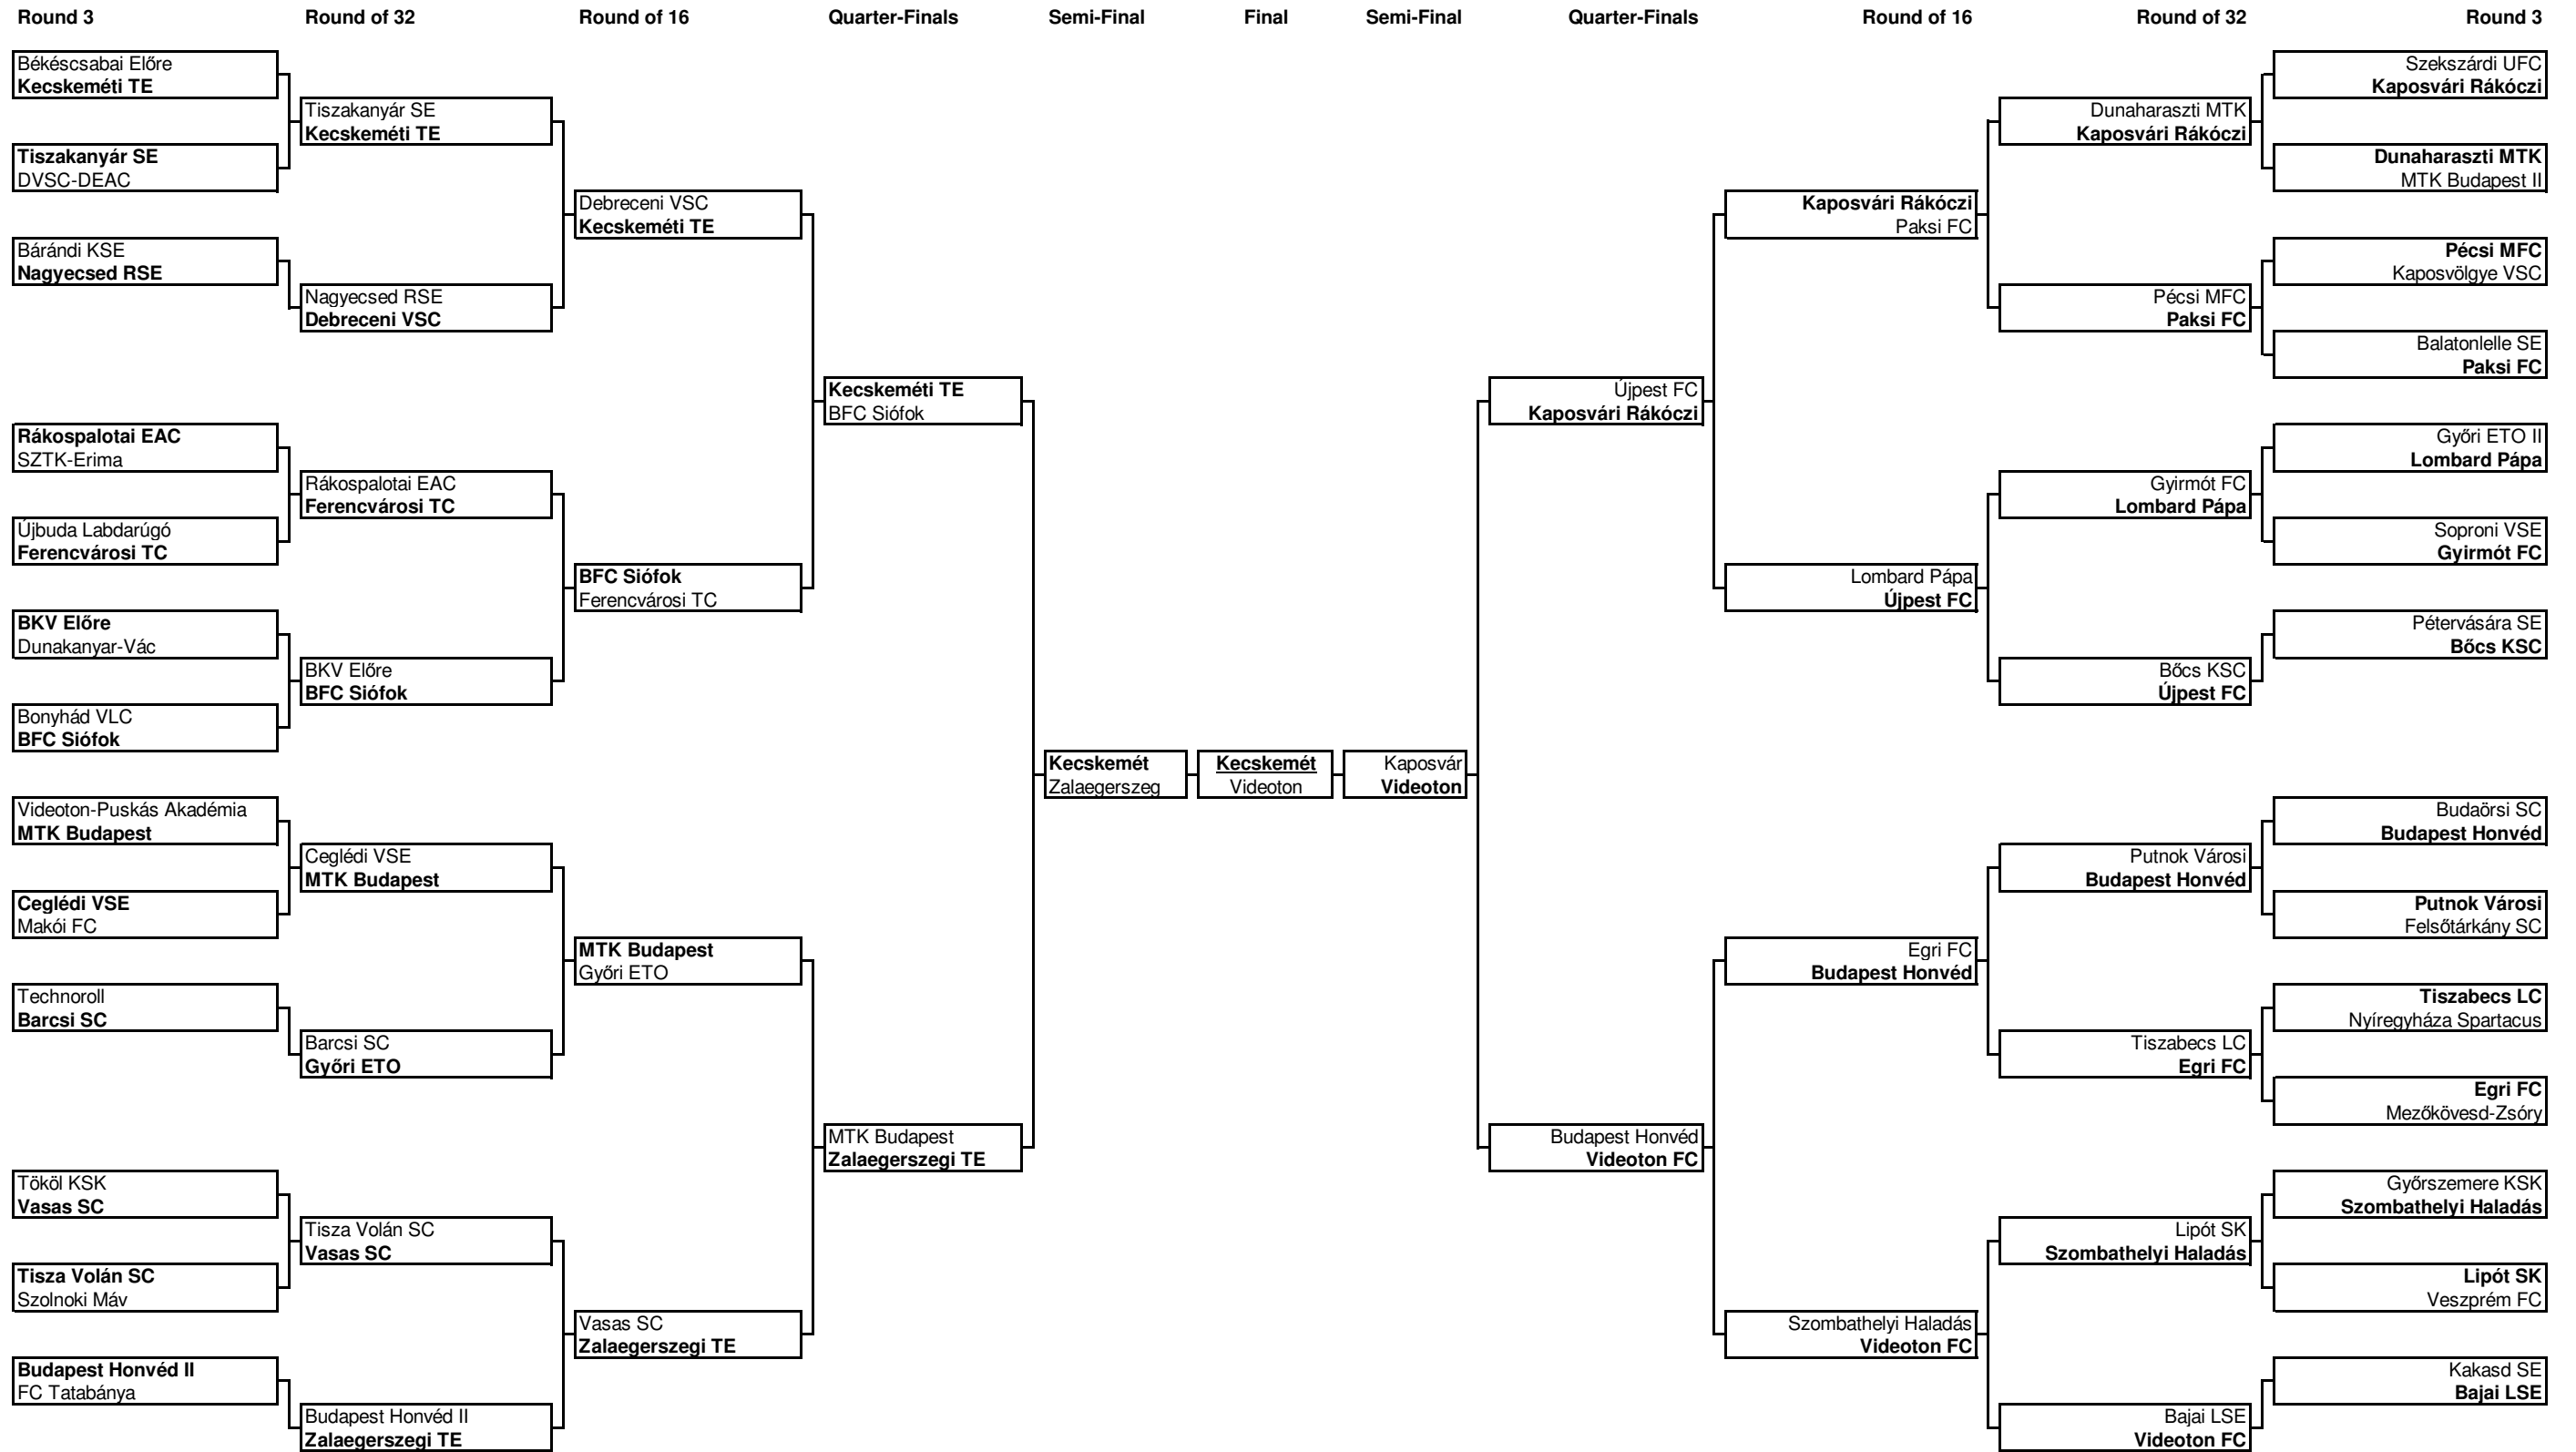 Round 3
Round of 32
Round of 16
Quarter-Finals
Semi-Final
Final
Semi-Final
Quarter-Finals
Round of 16
Round of 32
Round 3
Békéscsabai Előre
Kecskeméti TE
Tiszakanyár SE
DVSC-DEAC
Bárándi KSE
Nagyecsed RSE
Rákospalotai EAC
SZTK-Erima
Újbuda Labdarúgó
Ferencvárosi TC
BKV Előre
Dunakanyar-Vác
Bonyhád VLC
BFC Siófok
Videoton-Puskás Akadémia
MTK Budapest
Ceglédi VSE
Makói FC
Technoroll
Barcsi SC
Tököl KSK
Vasas SC
Tisza Volán SC
Szolnoki Máv
Budapest Honvéd II
FC Tatabánya
Tiszakanyár SE
Kecskeméti TE
Nagyecsed RSE
Debreceni VSC
Rákospalotai EAC
Ferencvárosi TC
BKV Előre
BFC Siófok
Ceglédi VSE
MTK Budapest
Barcsi SC
Győri ETO
Tisza Volán SC
Vasas SC
Budapest Honvéd II
Zalaegerszegi TE
Debreceni VSC
Kecskeméti TE
BFC Siófok
Ferencvárosi TC
MTK Budapest
Győri ETO
Vasas SC
Zalaegerszegi TE
Kecskeméti TE
BFC Siófok
MTK Budapest
Zalaegerszegi TE
Kecskemét
Zalaegerszeg
Kecskemét
Videoton
Kaposvár
Videoton
Újpest FC
Kaposvári Rákóczi
Budapest Honvéd
Videoton FC
Kaposvári Rákóczi
Paksi FC
Lombard Pápa
Újpest FC
Egri FC
Budapest Honvéd
Szombathelyi Haladás
Videoton FC
Dunaharaszti MTK
Kaposvári Rákóczi
Pécsi MFC
Paksi FC
Gyirmót FC
Lombard Pápa
Bőcs KSC
Újpest FC
Putnok Városi
Budapest Honvéd
Tiszabecs LC
Egri FC
Lipót SK
Szombathelyi Haladás
Bajai LSE
Videoton FC
Szekszárdi UFC
Kaposvári Rákóczi
Dunaharaszti MTK
MTK Budapest II
Pécsi MFC
Kaposvölgye VSC
Balatonlelle SE
Paksi FC
Győri ETO II
Lombard Pápa
Soproni VSE
Gyirmót FC
Pétervására SE
Bőcs KSC
Budaörsi SC
Budapest Honvéd
Putnok Városi
Felsőtárkány SC
Tiszabecs LC
Nyíregyháza Spartacus
Egri FC
Mezőkövesd-Zsóry
Győrszemere KSK
Szombathelyi Haladás
Lipót SK
Veszprém FC
Kakasd SE
Bajai LSE